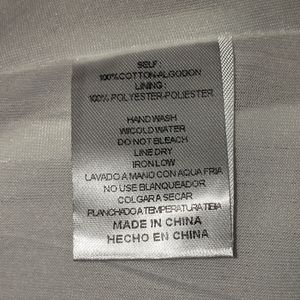 SELF :
100%COTTON-ALGODON
LINING :
100% POLYESTER-POLIESTER
HAND WASH
W/COLD WATER
DO NOT BLEACH
LINE DRY
IRON LOW
LAVADO A MANO CON AQUA FRIA
NO USE BLANQUEADOR
COLGAR A SECAR
PLANCHADO A TEMPERATURA TIBIA
MADE IN CHINA
HECHO EN CHINA